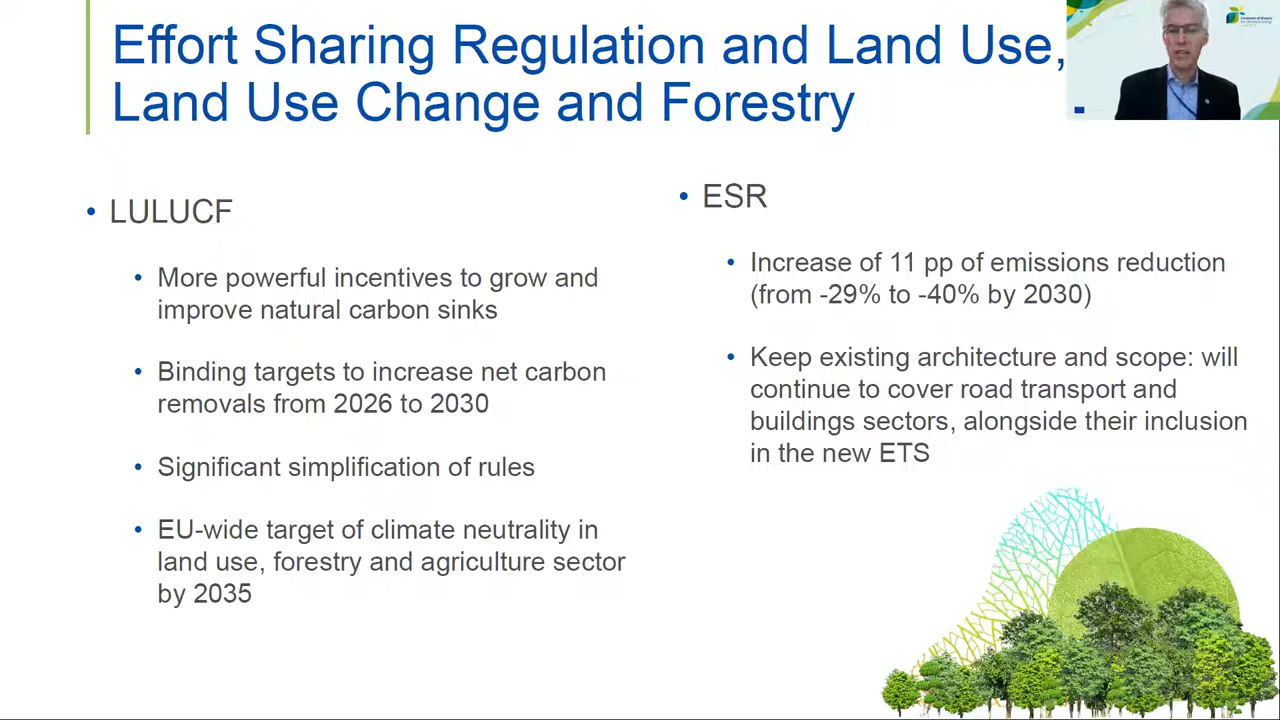 Effort Sharing Regulation and Land Use,
Land Use Change and Forestry
• LULUCF
• More powerful incentives to grow and
improve natural carbon sinks
• Binding targets to increase net carbon
removals from 2026 to 2030
• Significant simplification of rules
• EU-wide target of climate neutrality in
land use, forestry and agriculture sector
by 2035
• ESR
• Increase of 11 pp of emissions reduction
(from -29% to -40% by 2030)
• Keep existing architecture and scope: will
continue to cover road transport and
buildings sectors, alongside their inclusion
in the new ETS